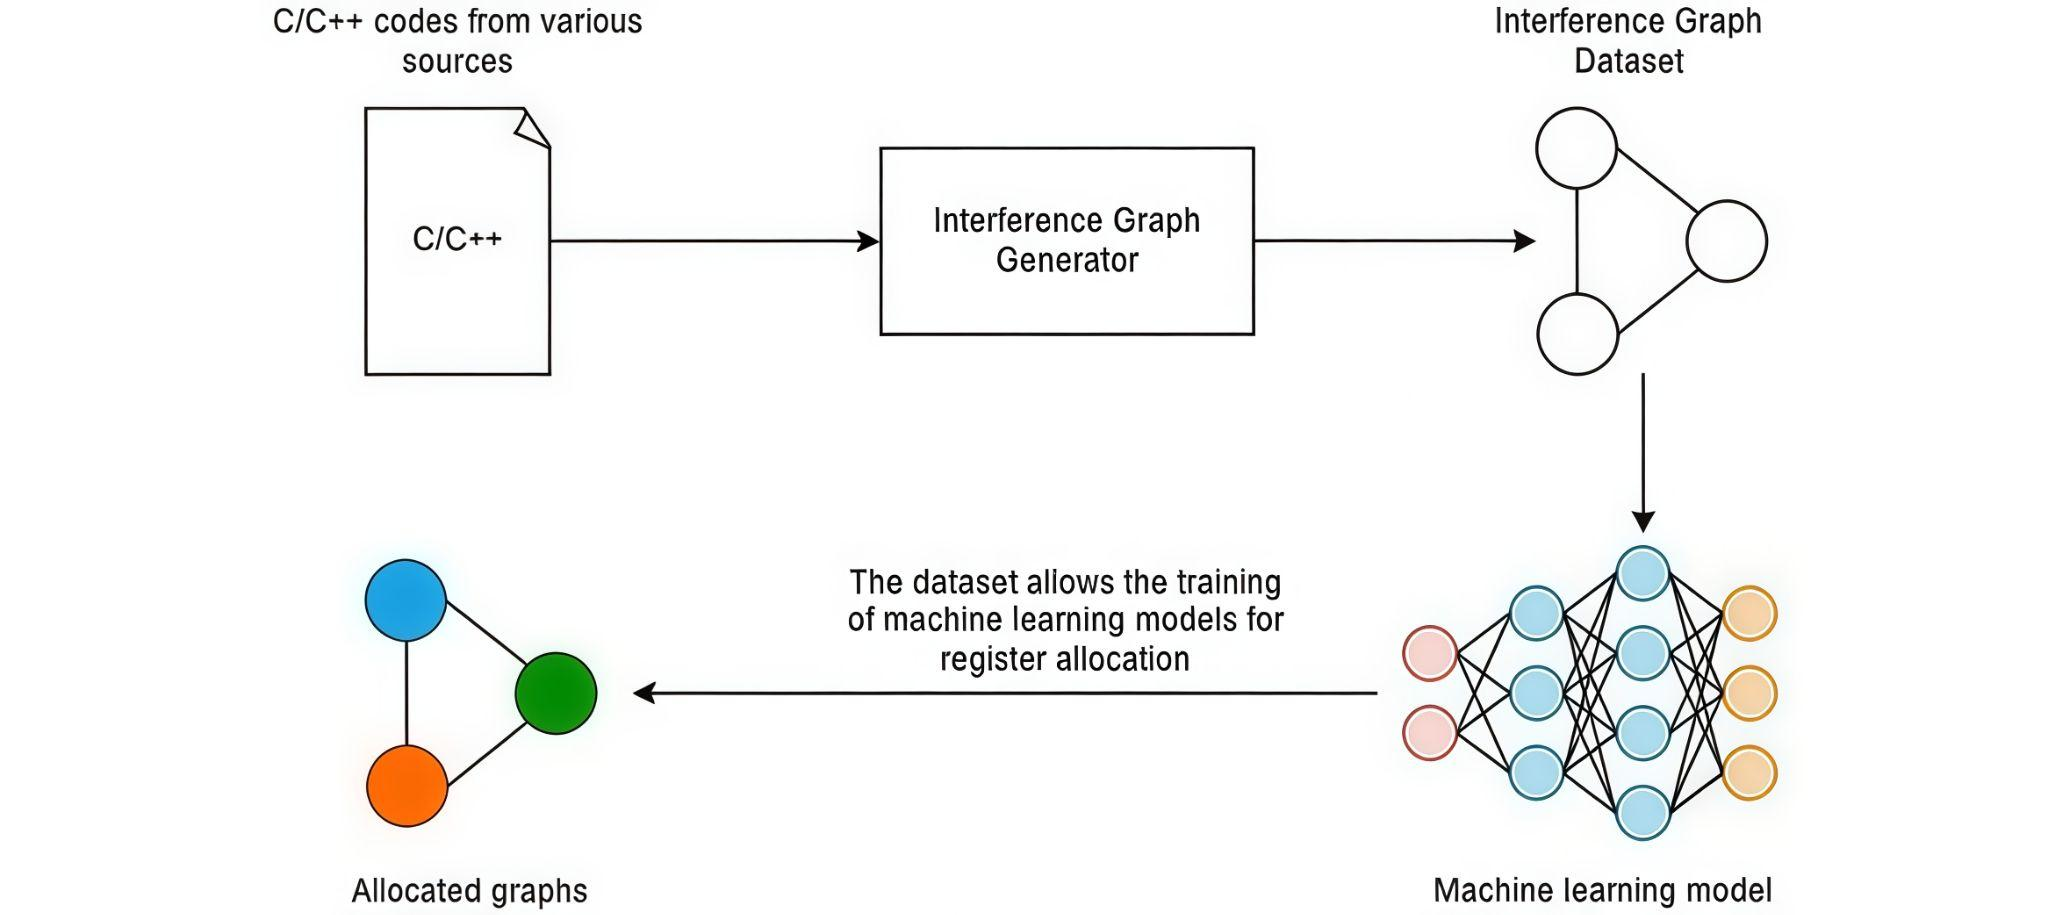 C/C++ codes from various
sources
Interference Graph
Dataset
C/C++
Interference Graph
Generator
The dataset allows the training
of machine learning models for
register allocation
Allocated graphs
Machine learning model